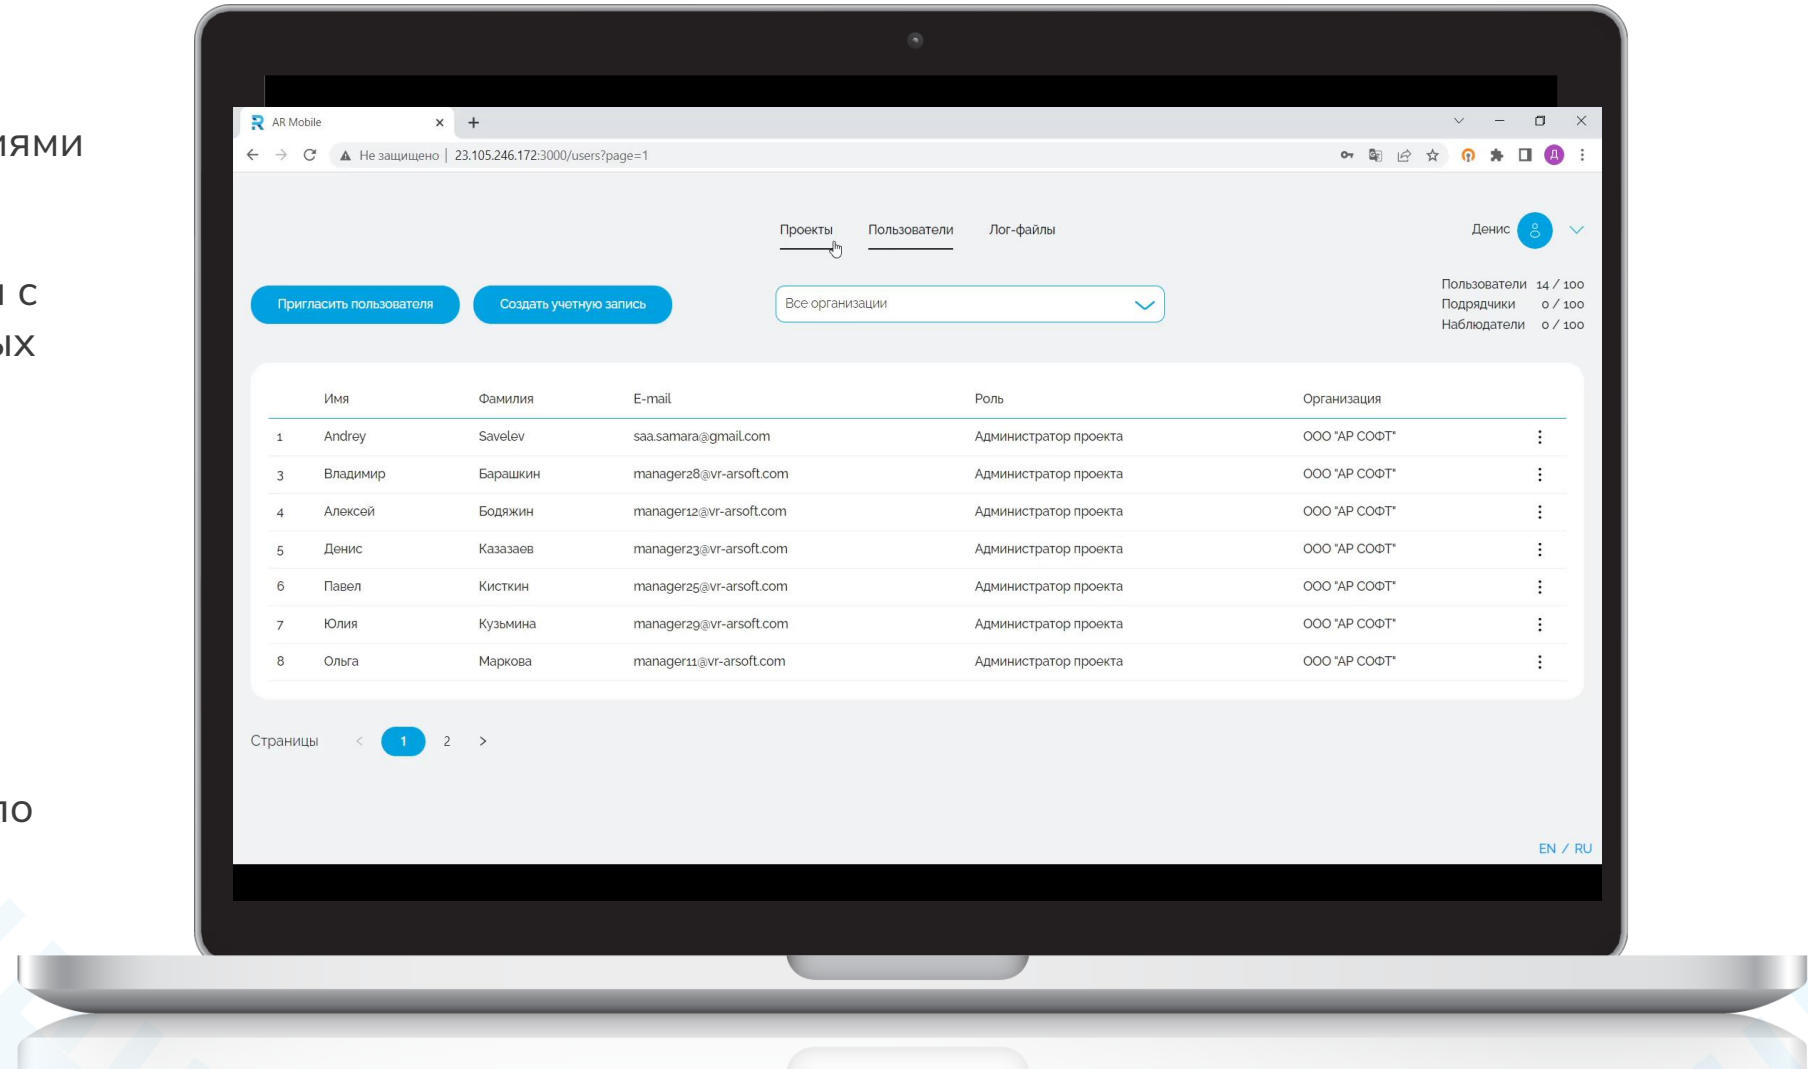 иями
с
ых
по
AR Mobile
Не защищено | 23.105.246.172:3000/users?page=1
Д
Проекты Пользователи Лог-файлы
Денис
Пригласить пользователя Создать учетную запись Все организации
Пользователи 14 / 100
Подрядчики 0 / 100
Наблюдатели 0 / 100
Имя Фамилия E-mail Роль Организация
1 Andrey Savelev saa.samara@gmail.com Администратор проекта ООО "АР СОФТ"
3 Владимир Барашкин manager28@vr-arsoft.com Администратор проекта ООО "АР СОФТ"
4 Алексей Бодяжин manager12@vr-arsoft.com Администратор проекта ООО "АР СОФТ"
5 Денис Казазаев manager23@vr-arsoft.com Администратор проекта ООО "АР СОФТ"
6 Павел Кисткин manager25@vr-arsoft.com Администратор проекта ООО "АР СОФТ"
7 Юлия Кузьмина manager29@vr-arsoft.com Администратор проекта ООО "АР СОФТ"
8 Ольга Маркова manager11@vr-arsoft.com Администратор проекта ООО "АР СОФТ"
Страницы < 1 2 >
EN / RU